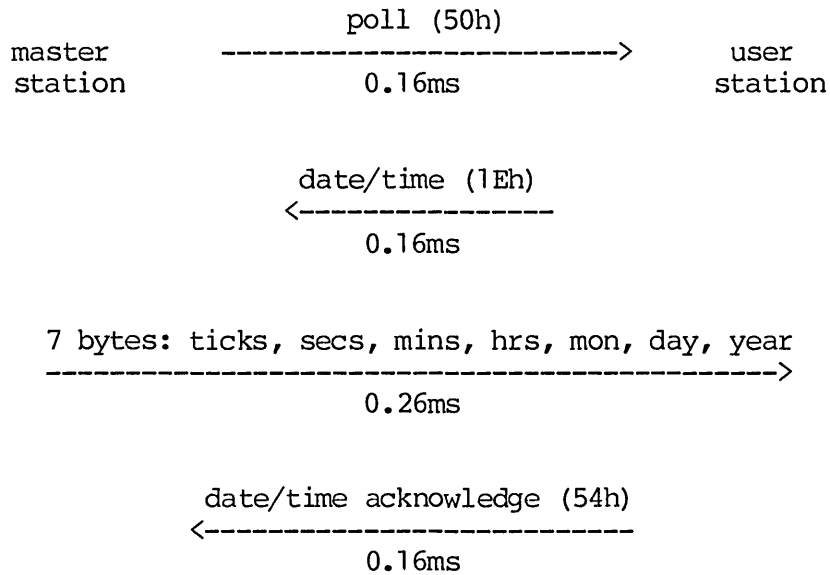 poll (50h)
master ------------------------> user
station 0.16ms station
date/time (1Eh)
<----------------
0.16ms
7 bytes: ticks, secs, mins, hrs, mon, day, year
---------------------------------------------->
0.26ms
date/time acknowledge (54h)
<---------------------------
0.16ms